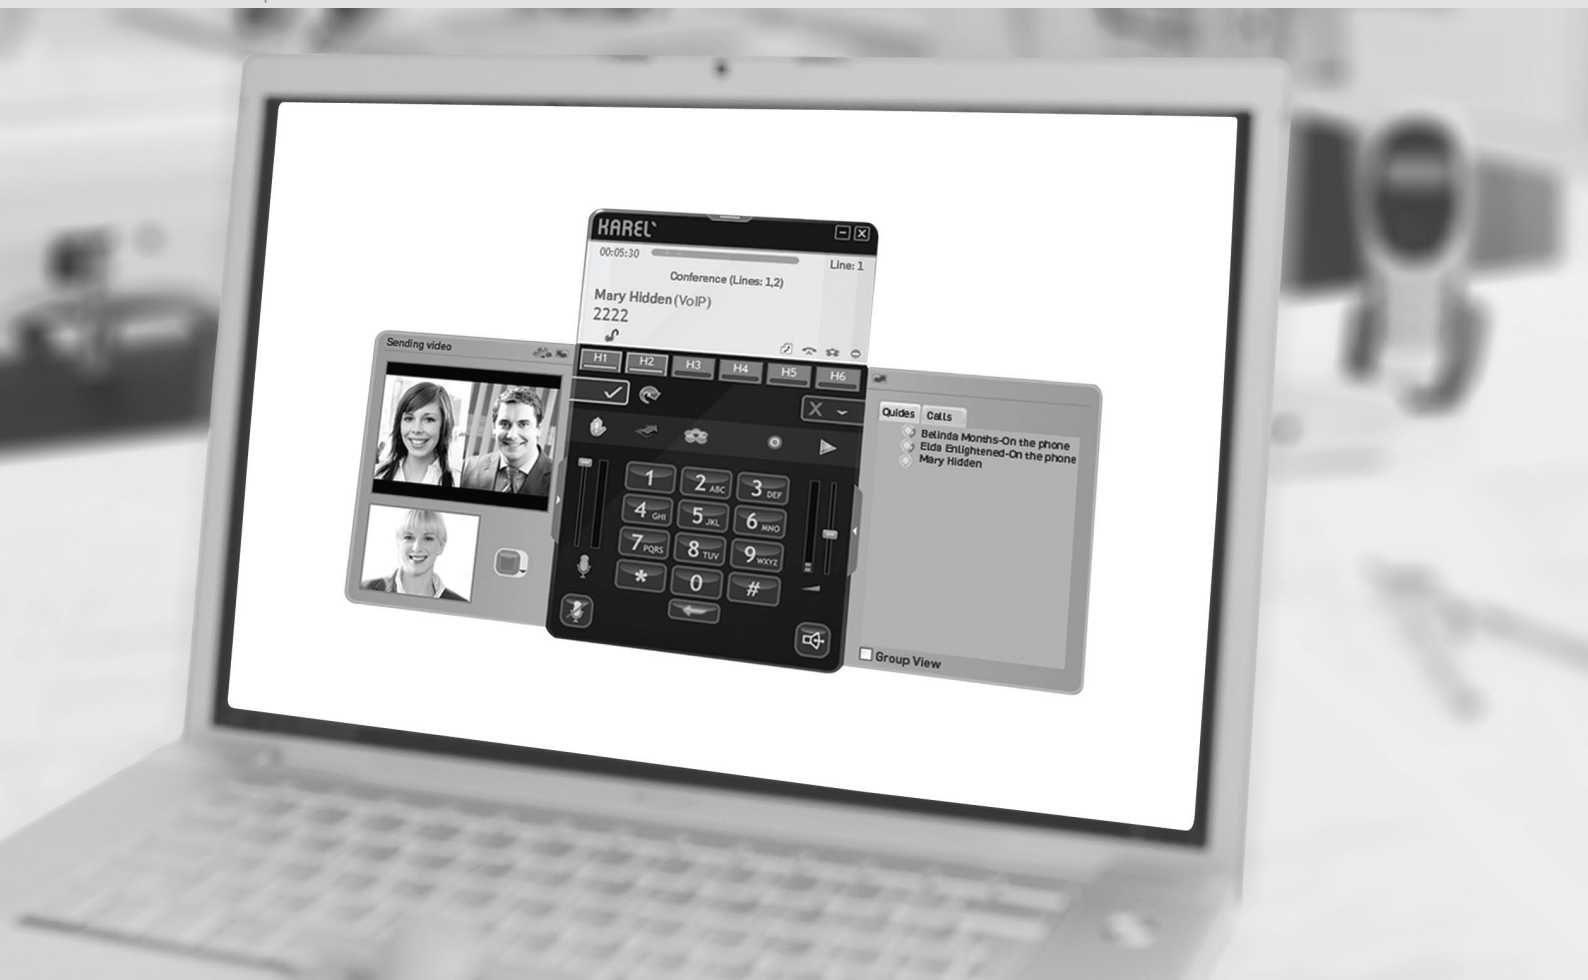 KAREL
00:05:30
Line: 1
Conference (Lines: 1,2)
Mary Hidden (VoIP)
2222
Sending video
H1 H2 H3 H4 H5 H6
X
Quides Calls
Belinda Months-On the phone
Elda Enlightened-On the phone
Mary Hidden
1 2 ABC 3 DEF
4 GHI 5 JKL 6 MNO
7 PQRS 8 TUV 9 WXYZ
* 0 #
Group View